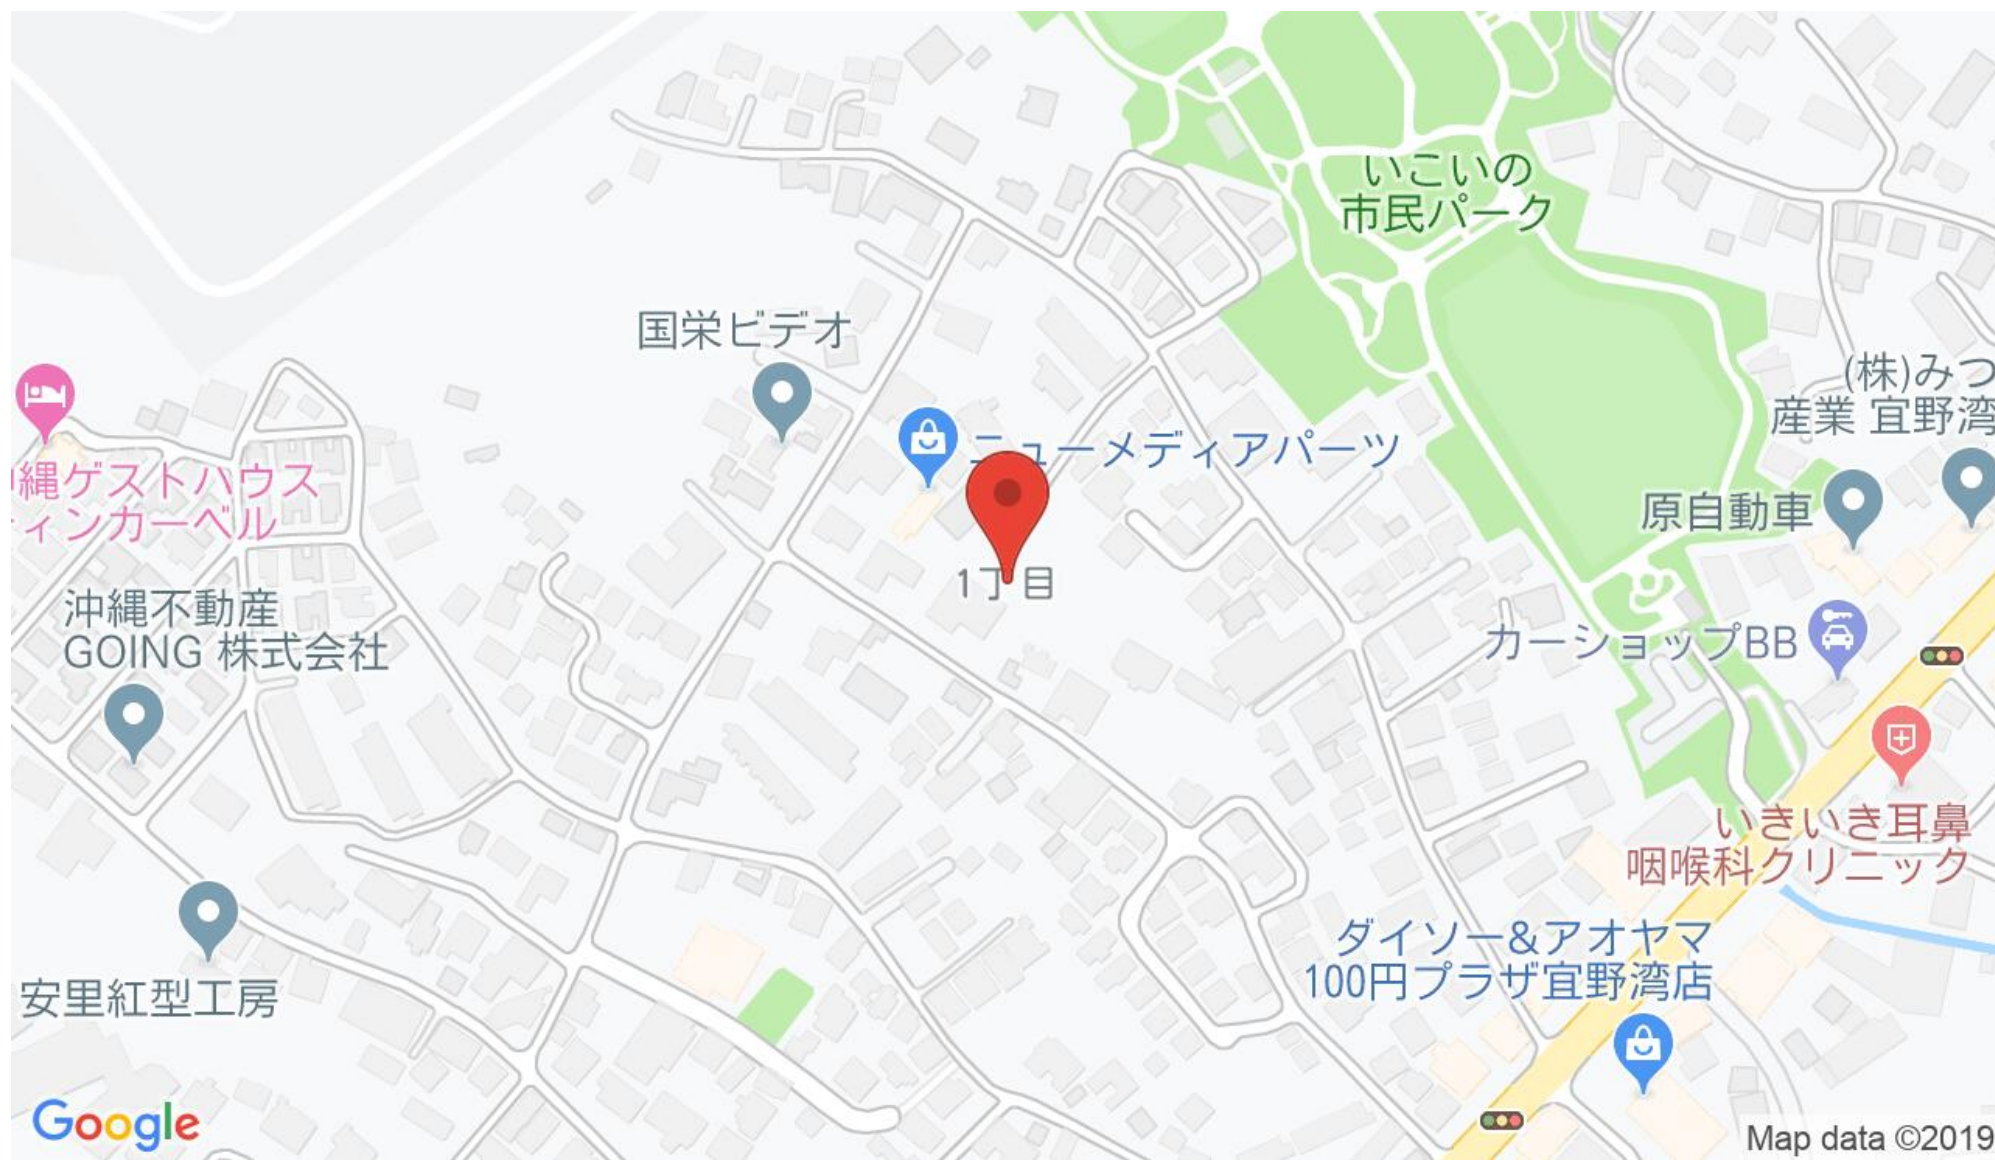 いこいの
市民パーク
国栄ビデオ
(株)みつ
産業 宜野湾
ニューメディアパーツ
縄ゲストハウス
ィンカーベル
原自動車
1丁目
沖縄不動産
GOING 株式会社
カーショップBB
いきいき耳鼻
咽喉科クリニック
ダイソー&アオヤマ
100円プラザ宜野湾店
安里紅型工房
Google
Map data ©2019